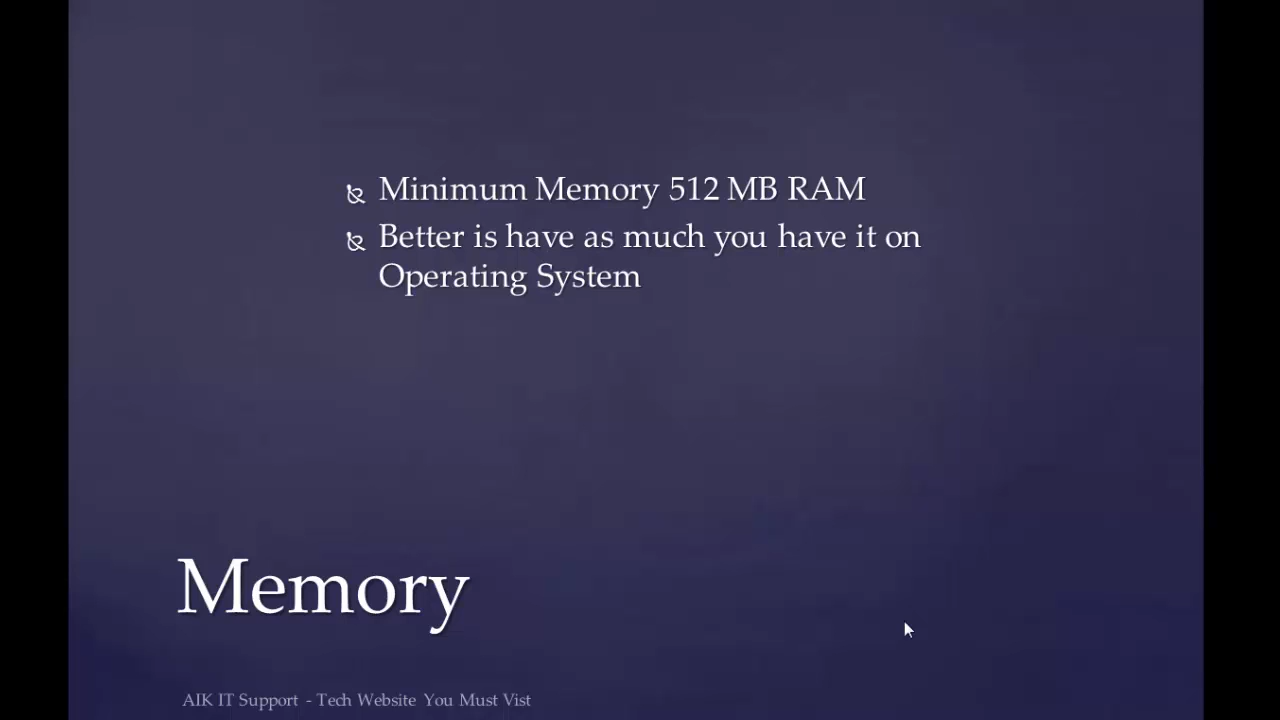 Minimum Memory 512 MB RAM
Better is have as much you have it on
Operating System
Memory
AIK IT Support - Tech Website You Must Vist